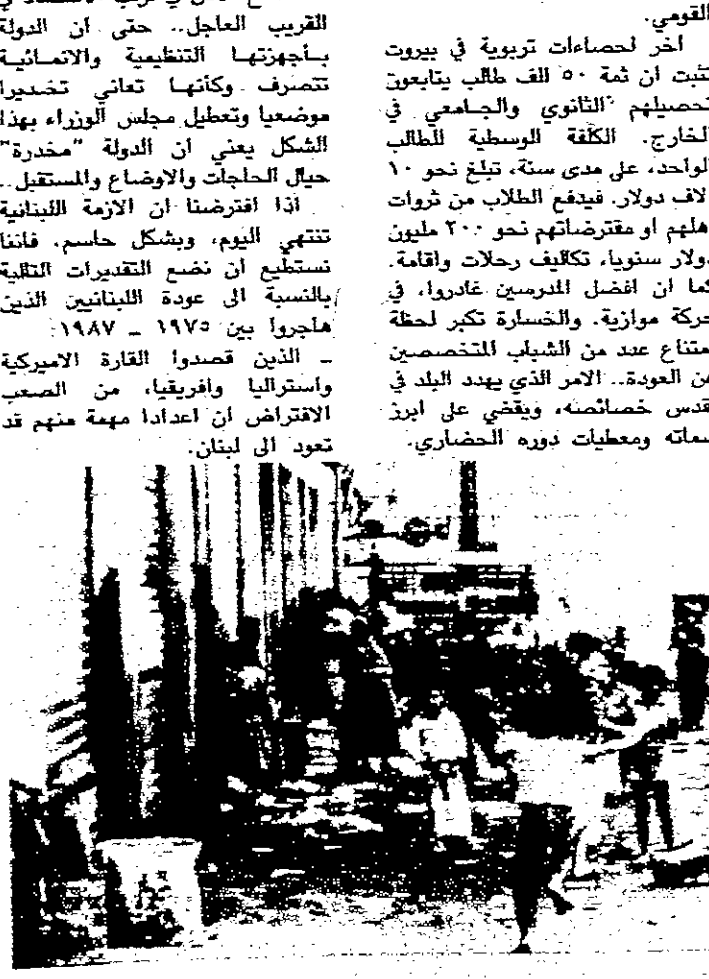 القومي.
اخر احصاءات تربوية في بيروت
تثبت ان ثمة ٥٠ الف طالب يتابعون
تحصيلهم الثانوي والجامعي في
الخارج. الكلفة الوسطية للطالب
الواحد، على مدى سنة، تبلغ نحو ١٠
الاف دولار. فيدفع الطلاب من ثروات
اهلهم او مقترضاتهم نحو ٢٠٠ مليون
دولار سنويا، تكاليف رحلات واقامة.
كما ان افضل المدرسين غادروا، في
حركة موازية. والخسارة تكبر لحظة
امتناع عدد من الشباب المتخصصين
عن العودة.. الامر الذي يهدد البلد في
اقدس خصائصه، ويقضي على ابرز
سماته ومعطيات دوره الحضاري.
القريب العاجل.. حتى ان الدولة
بأجهزتها التنظيمية والانمائية
تتصرف وكأنها تعاني تخديرا
موضعيا وتعطيل مجلس الوزراء بهذا
الشكل يعني ان الدولة "مخدرة"
حيال الحاجات والاوضاع والمستقبل..
اذا افترضنا ان الازمة اللبنانية
تنتهي اليوم، وبشكل حاسم، فاننا
نستطيع ان نضع التقديرات التالية
بالنسبة الى عودة اللبنانيين الذين
هاجروا بين ١٩٧٥ _ ١٩٨٧:
_ الذين قصدوا القارة الاميركية
واستراليا وافريقيا، من الصعب
الافتراض ان اعدادا مهمة منهم قد
تعود الى لبنان.